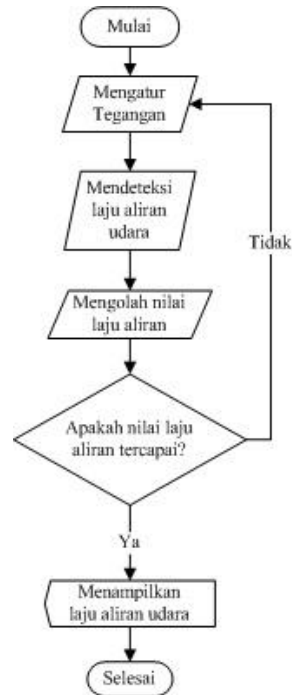 Mulai
Mengatur
Tegangan
Mendeteksi
laju aliran
udara
Tidak
Mengolah nilai
laju aliran
Apakah nilai laju
aliran tercapai?
Ya
Menampilkan
laju aliran udara
Selesai